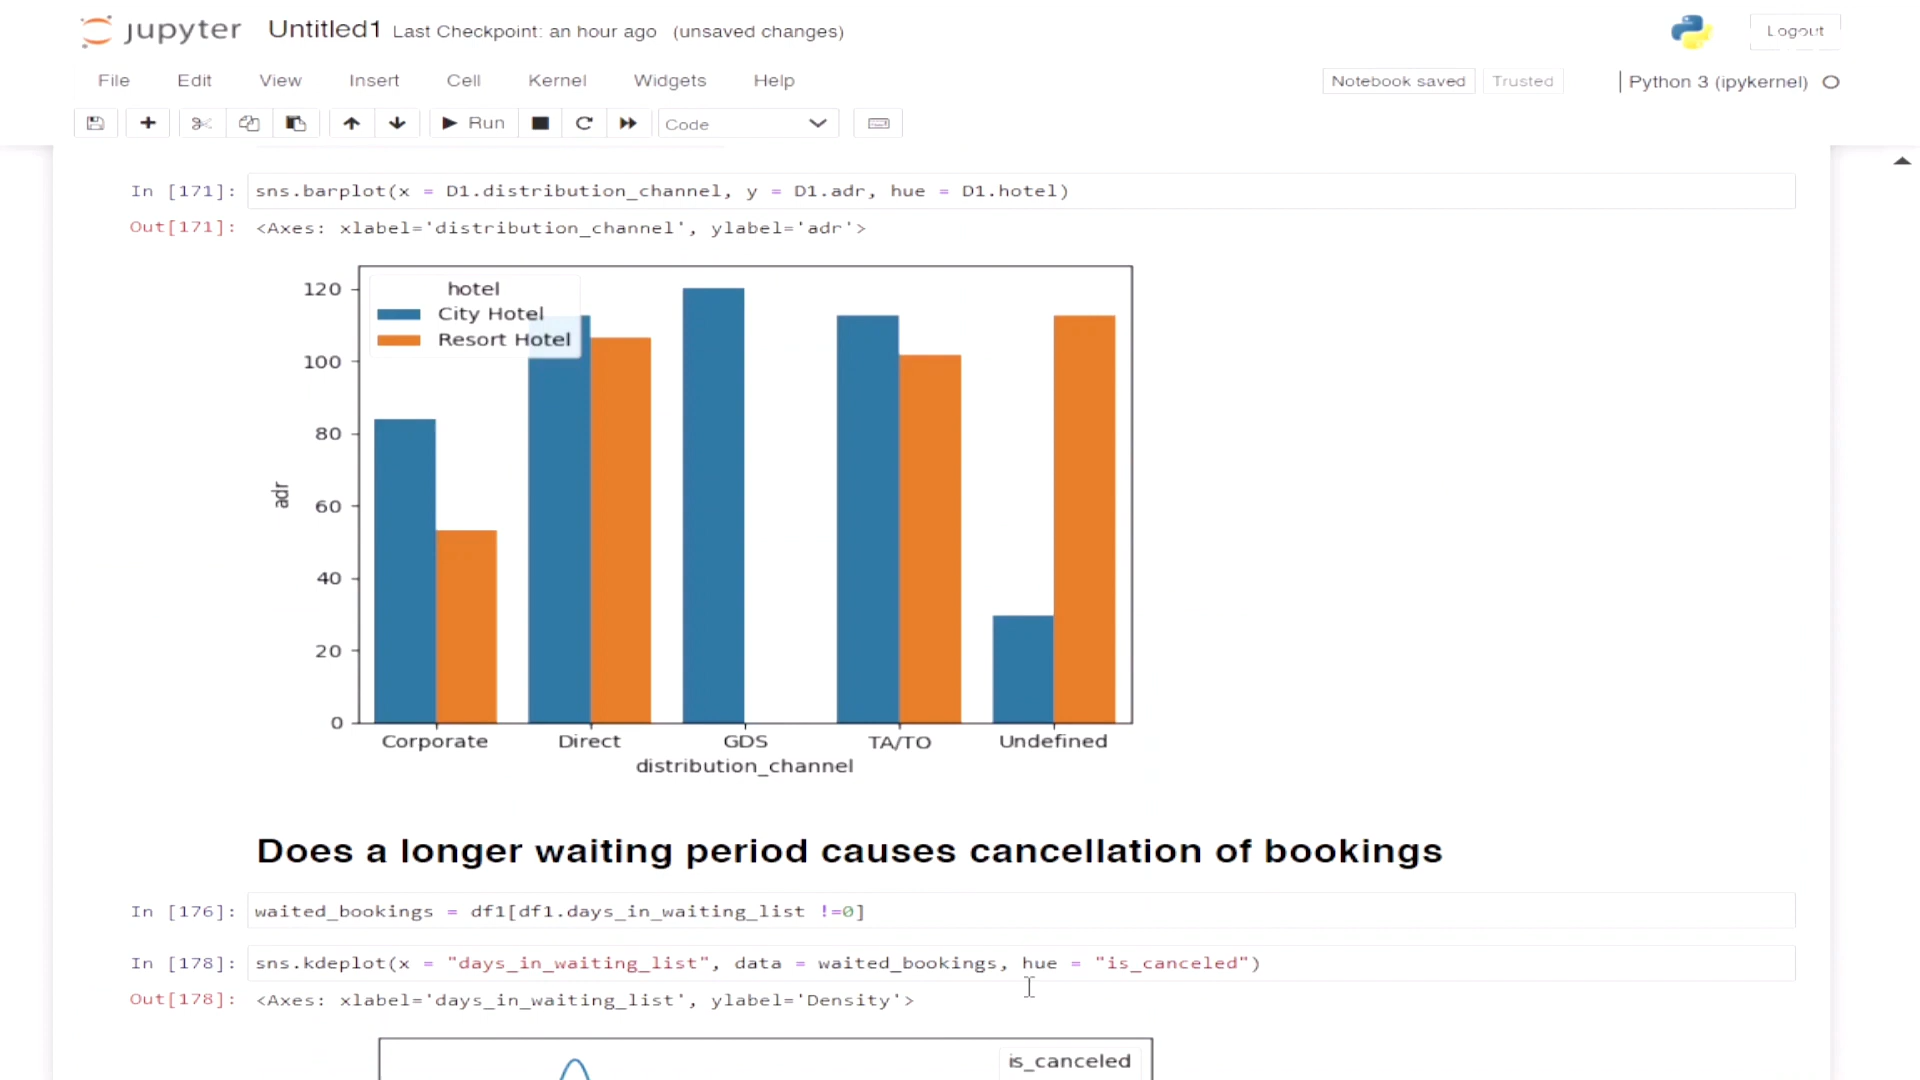 jupyter Untitled1 Last Checkpoint: an hour ago (unsaved changes) Logout
File Edit View Insert Cell Kernel Widgets Help Notebook saved Trusted Python 3 (ipykernel)
Run Code
In [171]: sns.barplot(x = D1.distribution_channel, y = D1.adr, hue = D1.hotel)
Out[171]: <Axes: xlabel='distribution_channel', ylabel='adr'>
hotel
City Hotel
Resort Hotel
120
100
80
60
40
20
0
adr
Corporate Direct GDS TA/TO Undefined
distribution_channel
Does a longer waiting period causes cancellation of bookings
In [176]: waited_bookings = df1[df1.days_in_waiting_list !=0]
In [178]: sns.kdeplot(x = "days_in_waiting_list", data = waited_bookings, hue = "is_canceled")
Out[178]: <Axes: xlabel='days_in_waiting_list', ylabel='Density'>
is_canceled